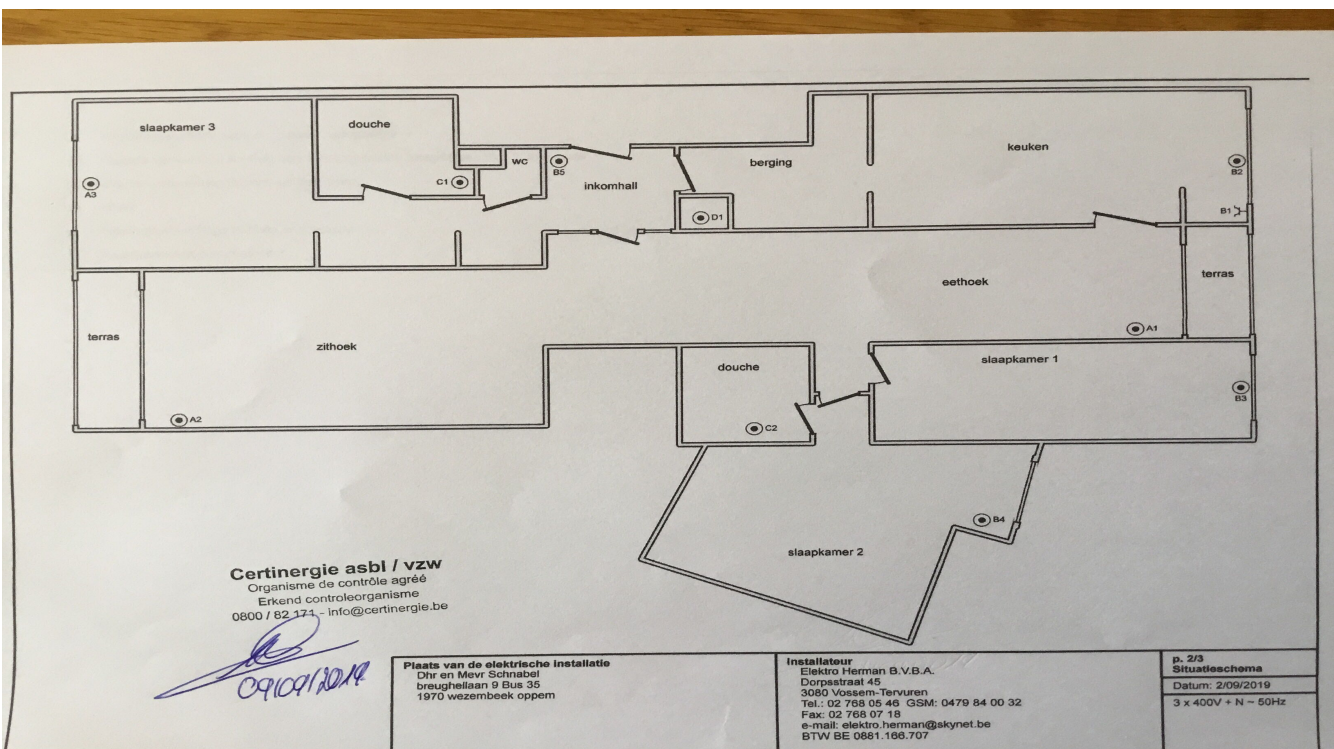 slaapkamer 3
douche
wc
B5
inkomhall
berging
keuken
B2
A3
C1
D1
B1
eethoek
terras
terras
zithoek
A1
douche
slaapkamer 1
B3
A2
C2
B4
slaapkamer 2
Certinergie asbl / vzw
Organisme de contrôle agréé
Erkend controleorganisme
0800 / 82 171 - info@certinergie.be
09/09/2019
Plaats van de elektrische installatie
Dhr en Mevr Schnabel
breughellaan 9 Bus 35
1970 wezembeek oppem
Installateur
Elektro Herman B.V.B.A.
Dorpsstraat 45
3080 Vossem-Tervuren
Tel.: 02 768 05 46 GSM: 0479 84 00 32
Fax: 02 768 07 18
e-mail: elektro.herman@skynet.be
BTW BE 0881.166.707
p. 2/3
Situatieschema
Datum: 2/09/2019
3 x 400V + N ~ 50Hz